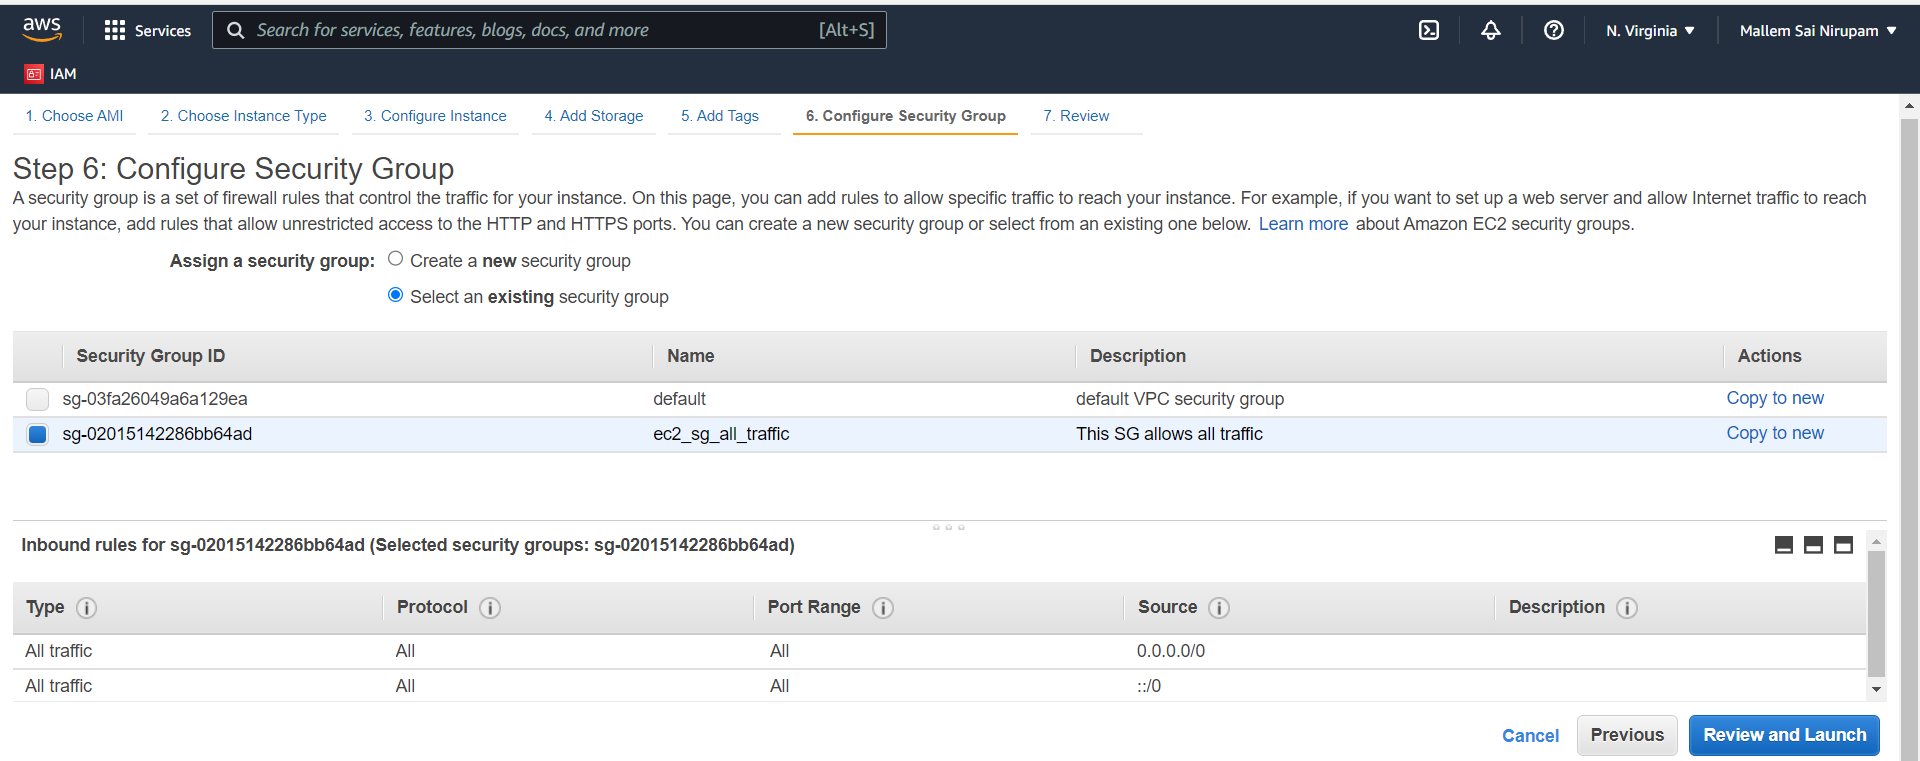 aws
Services
Search for services, features, blogs, docs, and more
[Alt+S]
N. Virginia
Mallem Sai Nirupam
IAM
1. Choose AMI
2. Choose Instance Type
3. Configure Instance
4. Add Storage
5. Add Tags
6. Configure Security Group
7. Review
Step 6: Configure Security Group
A security group is a set of firewall rules that control the traffic for your instance. On this page, you can add rules to allow specific traffic to reach your instance. For example, if you want to set up a web server and allow Internet traffic to reach
your instance, add rules that allow unrestricted access to the HTTP and HTTPS ports. You can create a new security group or select from an existing one below. Learn more about Amazon EC2 security groups.
Assign a security group: Create a new security group
Select an existing security group
Security Group ID Name Description Actions
sg-03fa26049a6a129ea default default VPC security group Copy to new
sg-02015142286bb64ad ec2_sg_all_traffic This SG allows all traffic Copy to new
Inbound rules for sg-02015142286bb64ad (Selected security groups: sg-02015142286bb64ad)
Type i Protocol i Port Range i Source i Description i
All traffic All All 0.0.0.0/0
All traffic All All ::/0
Cancel Previous Review and Launch